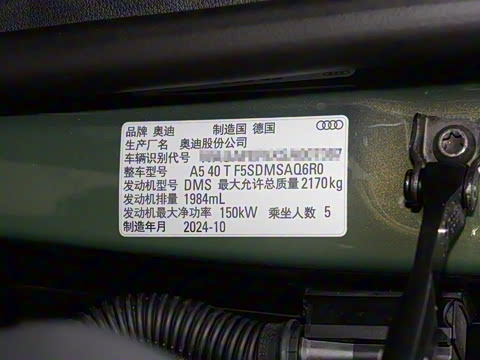 品牌 奥迪 制造国 德国
生产厂名 奥迪股份公司
车辆识别代号
整车型号 A5 40 T F5SDMSAQ6R0
发动机型号 DMS 最大允许总质量 2170kg
发动机排量 1984mL
发动机最大净功率 150kW 乘坐人数 5
制造年月 2024-10